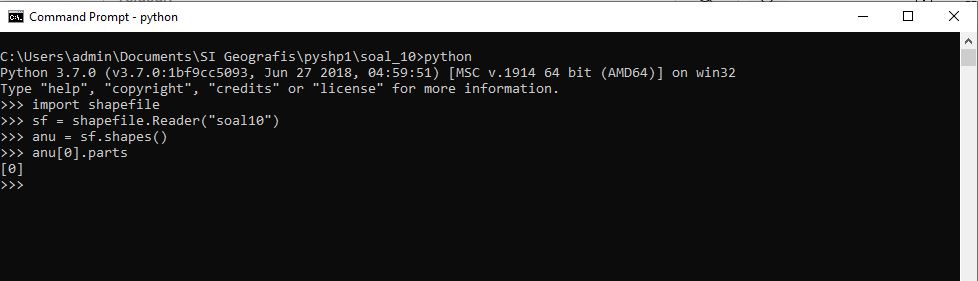 Command Prompt - python
C:\Users\admin\Documents\SI Geografis\pyshp1\soal_10>python
Python 3.7.0 (v3.7.0:1bf9cc5093, Jun 27 2018, 04:59:51) [MSC v.1914 64 bit (AMD64)] on win32
Type "help", "copyright", "credits" or "license" for more information.
>>> import shapefile
>>> sf = shapefile.Reader("soal10")
>>> anu = sf.shapes()
>>> anu[0].parts
[0]
>>>